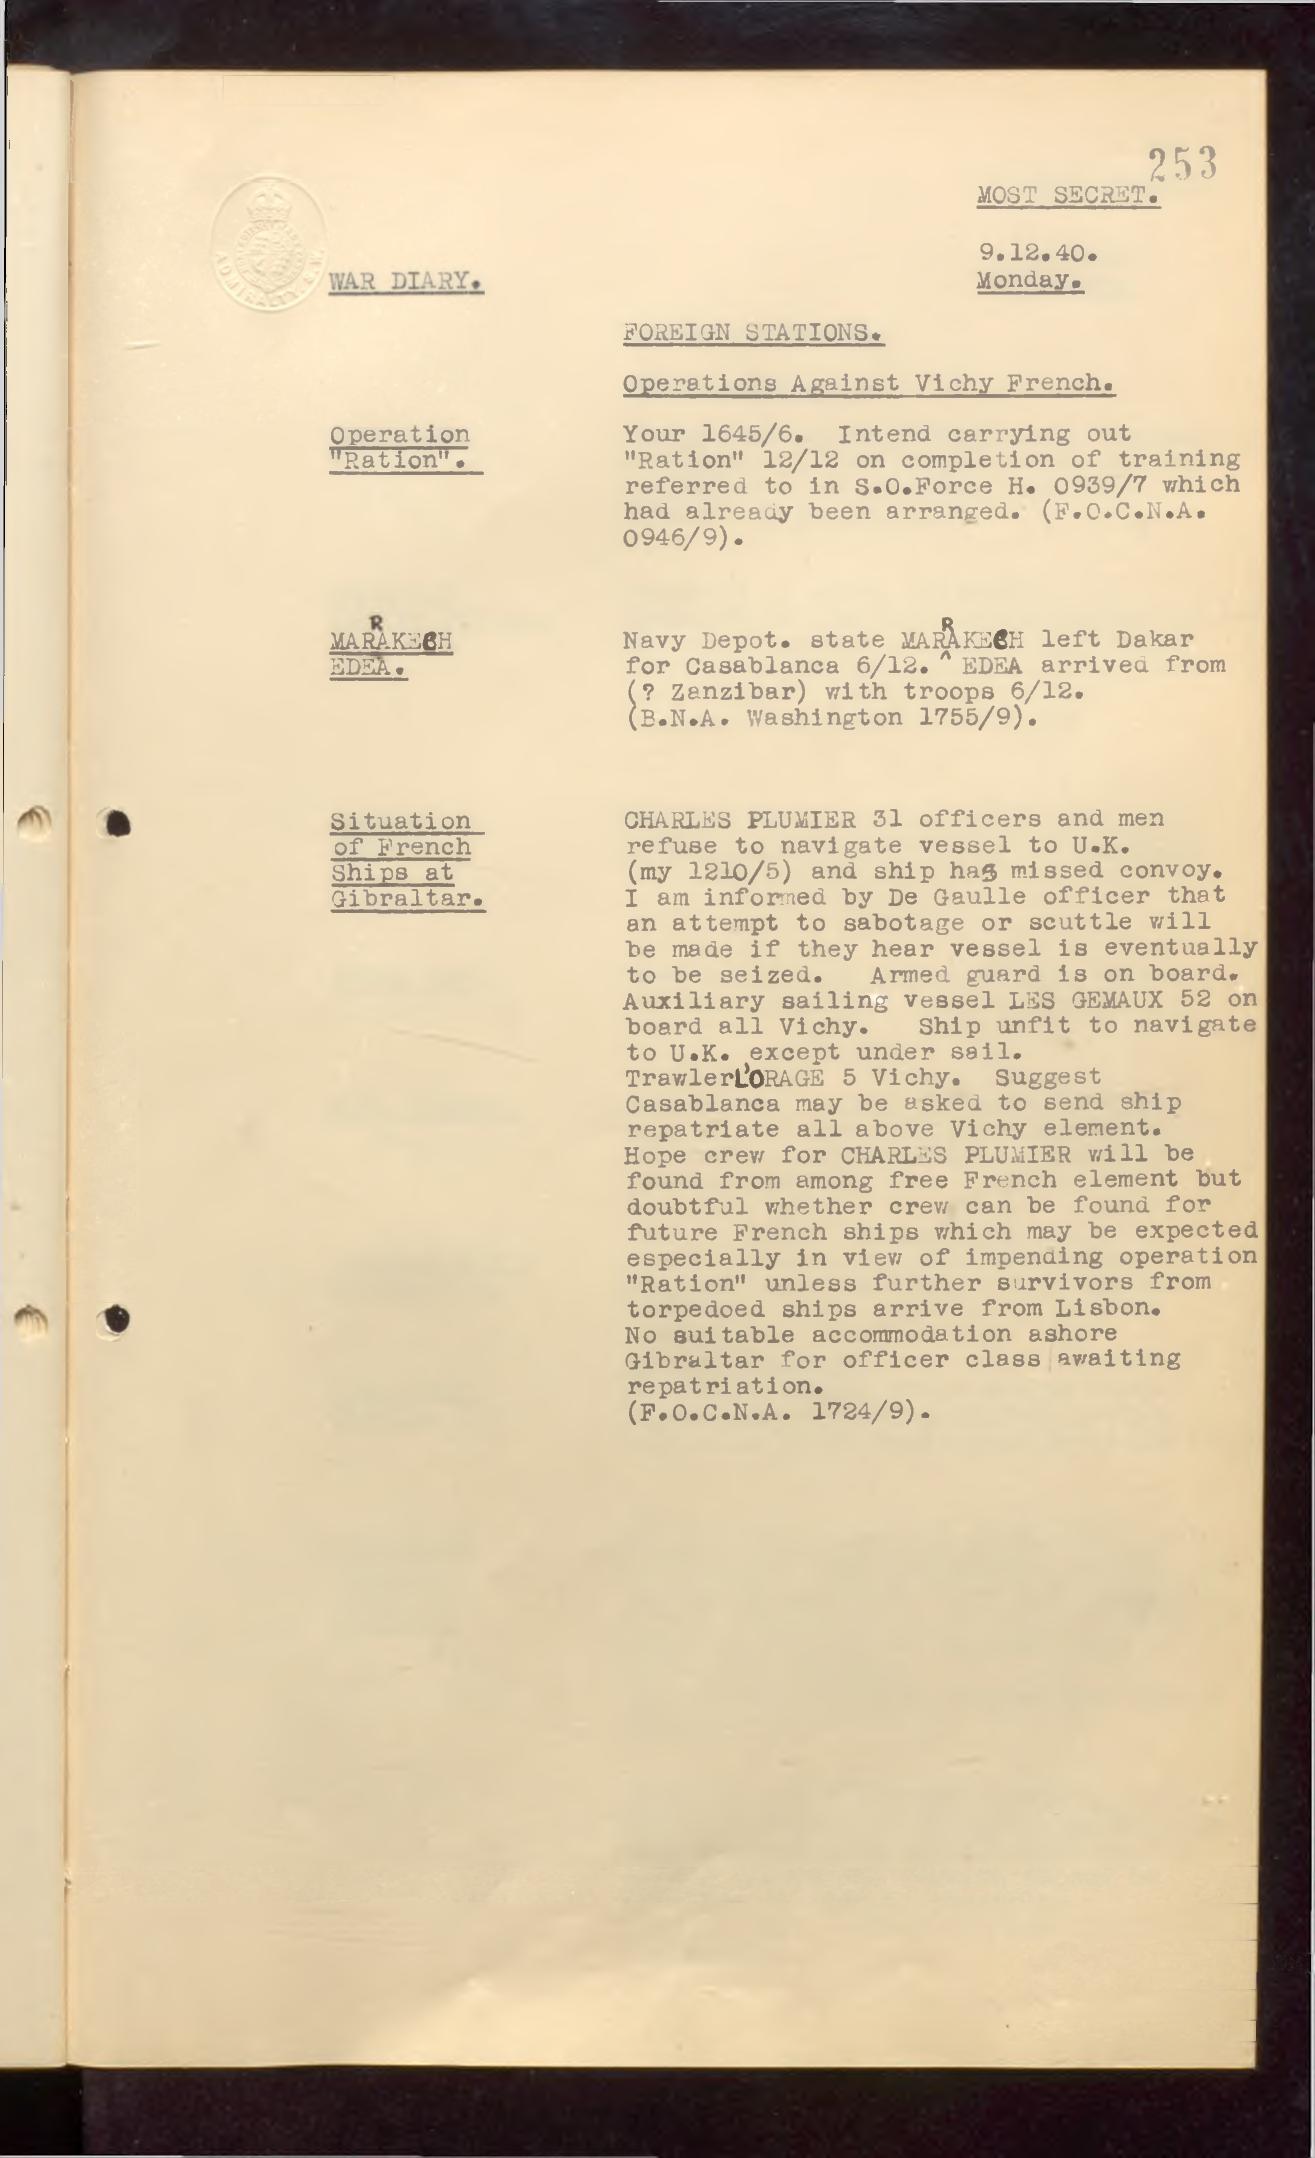 253
MOST SECRET.
9.12.40.
Monday.
ADMIRALTY. S.W.
WAR DIARY.
FOREIGN STATIONS.
Operations Against Vichy French.
Operation
"Ration".
Your 1645/6. Intend carrying out
"Ration" 12/12 on completion of training
referred to in S.O.Force H. 0939/7 which
had already been arranged. (F.O.C.N.A.
0946/9).
MARRAKECH
EDEA.
Navy Depot. state MARRAKECH left Dakar
for Casablanca 6/12. EDEA arrived from
(? Zanzibar) with troops 6/12.
(B.N.A. Washington 1755/9).
Situation
of French
Ships at
Gibraltar.
CHARLES PLUMIER 31 officers and men
refuse to navigate vessel to U.K.
(my 1210/5) and ship has missed convoy.
I am informed by De Gaulle officer that
an attempt to sabotage or scuttle will
be made if they hear vessel is eventually
to be seized. Armed guard is on board.
Auxiliary sailing vessel LES GEMAUX 52 on
board all Vichy. Ship unfit to navigate
to U.K. except under sail.
Trawler L'ORAGE 5 Vichy. Suggest
Casablanca may be asked to send ship
repatriate all above Vichy element.
Hope crew for CHARLES PLUMIER will be
found from among free French element but
doubtful whether crew can be found for
future French ships which may be expected
especially in view of impending operation
"Ration" unless further survivors from
torpedoed ships arrive from Lisbon.
No suitable accommodation ashore
Gibraltar for officer class awaiting
repatriation.
(F.O.C.N.A. 1724/9).